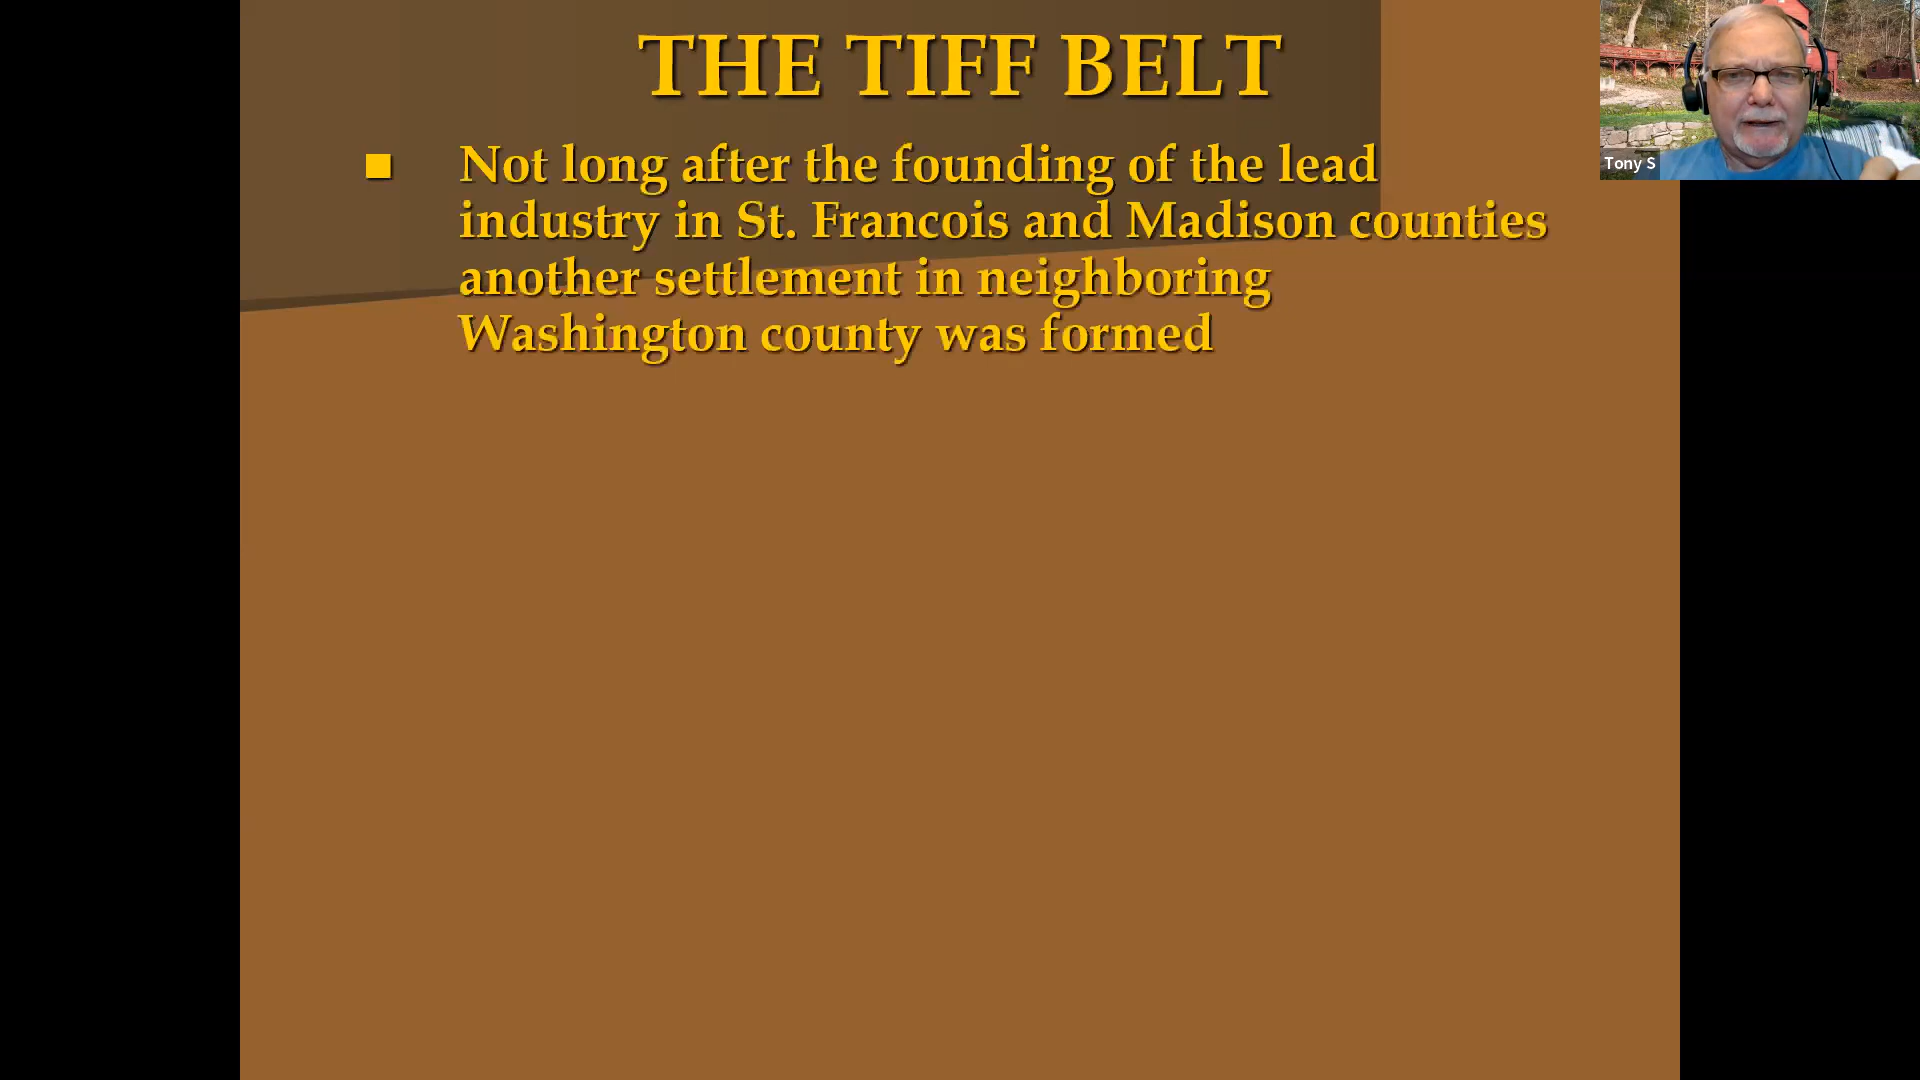 THE TIFF BELT
Not long after the founding of the lead
industry in St. Francois and Madison counties
another settlement in neighboring
Washington county was formed
Tony S